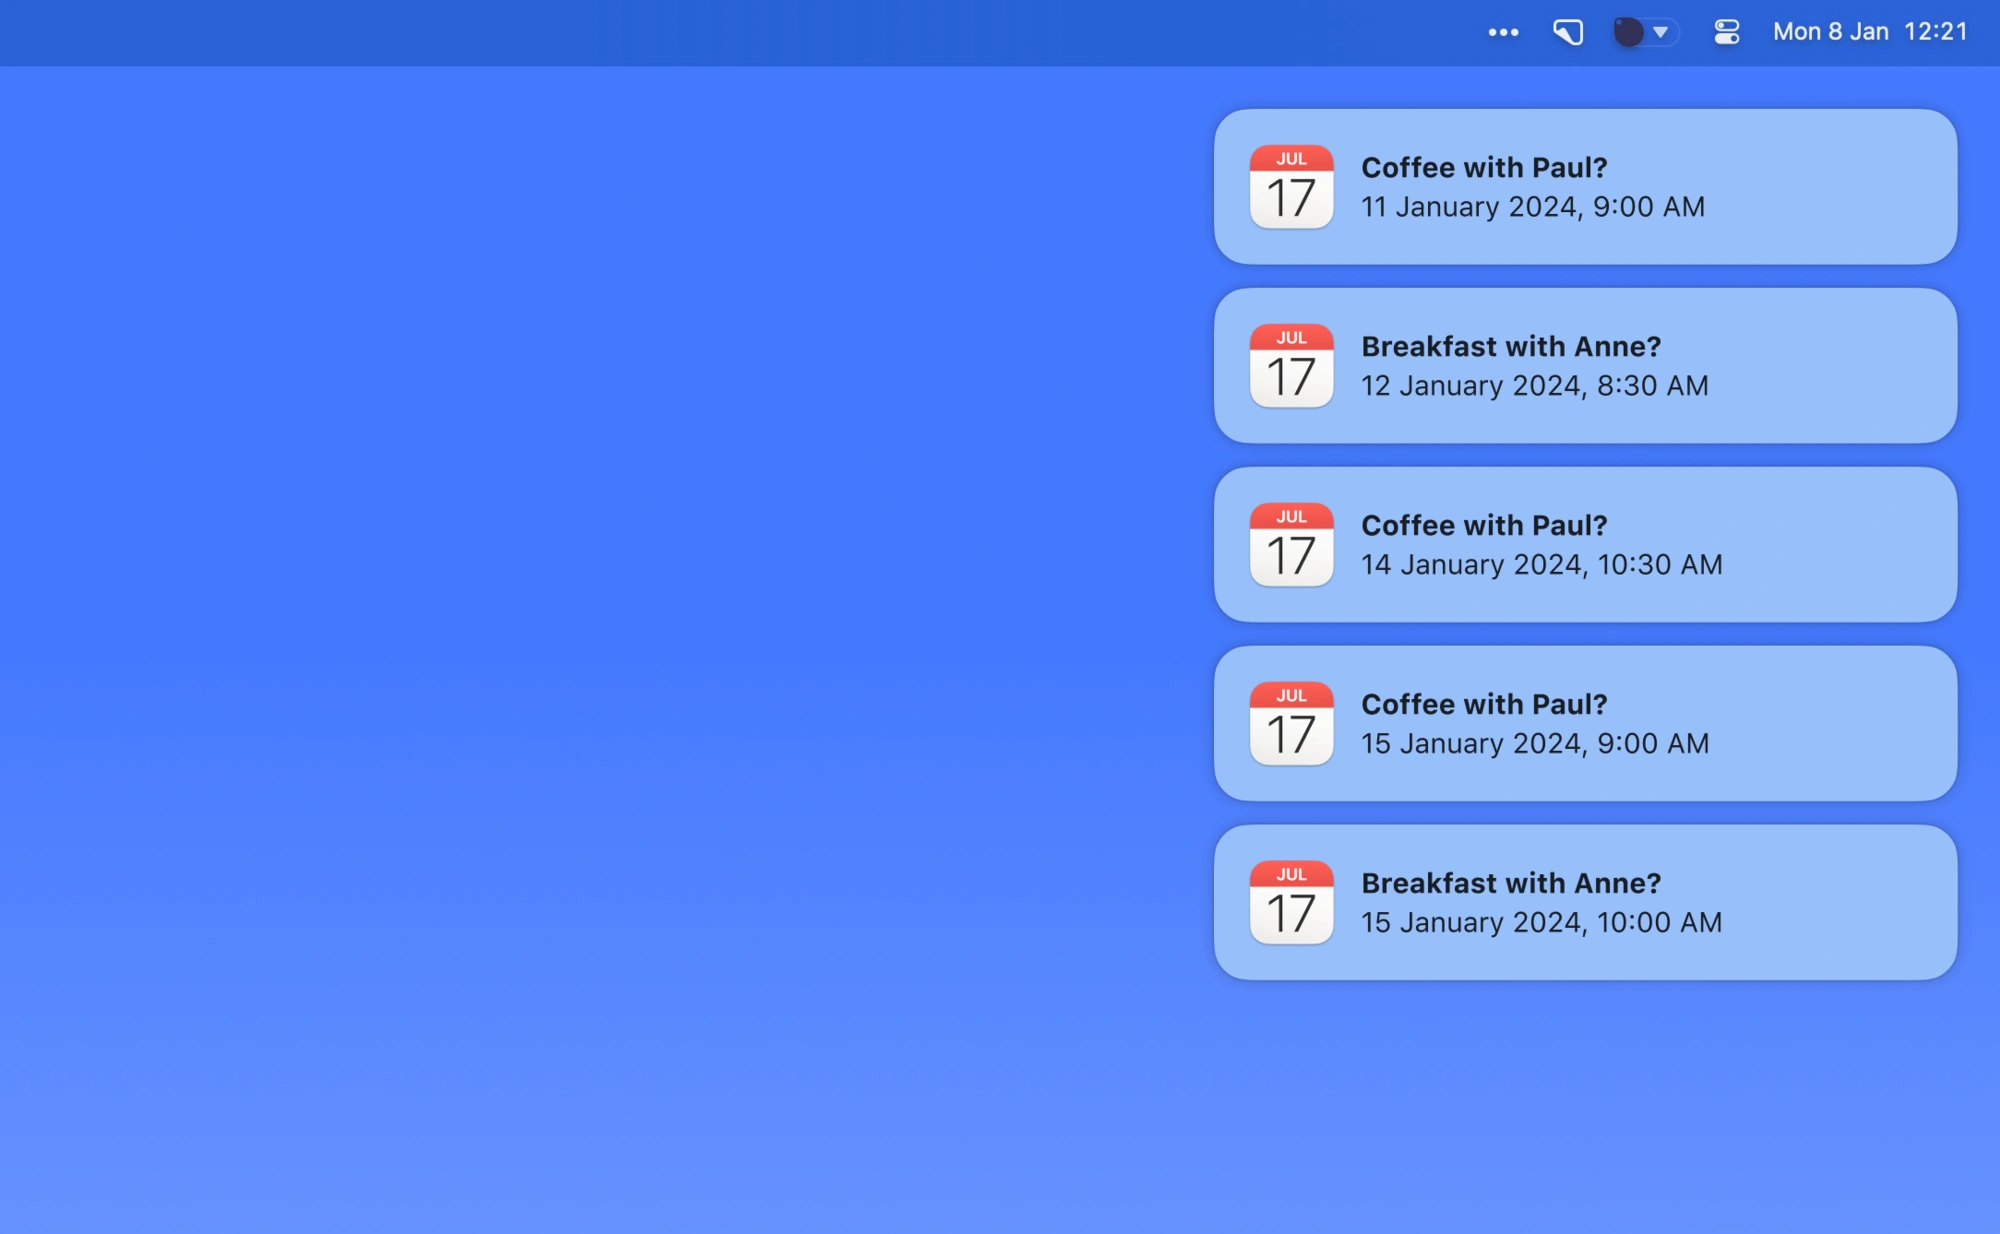 Mon 8 Jan 12:21
JUL
17
Coffee with Paul?
11 January 2024, 9:00 AM
JUL
17
Breakfast with Anne?
12 January 2024, 8:30 AM
JUL
17
Coffee with Paul?
14 January 2024, 10:30 AM
JUL
17
Coffee with Paul?
15 January 2024, 9:00 AM
JUL
17
Breakfast with Anne?
15 January 2024, 10:00 AM